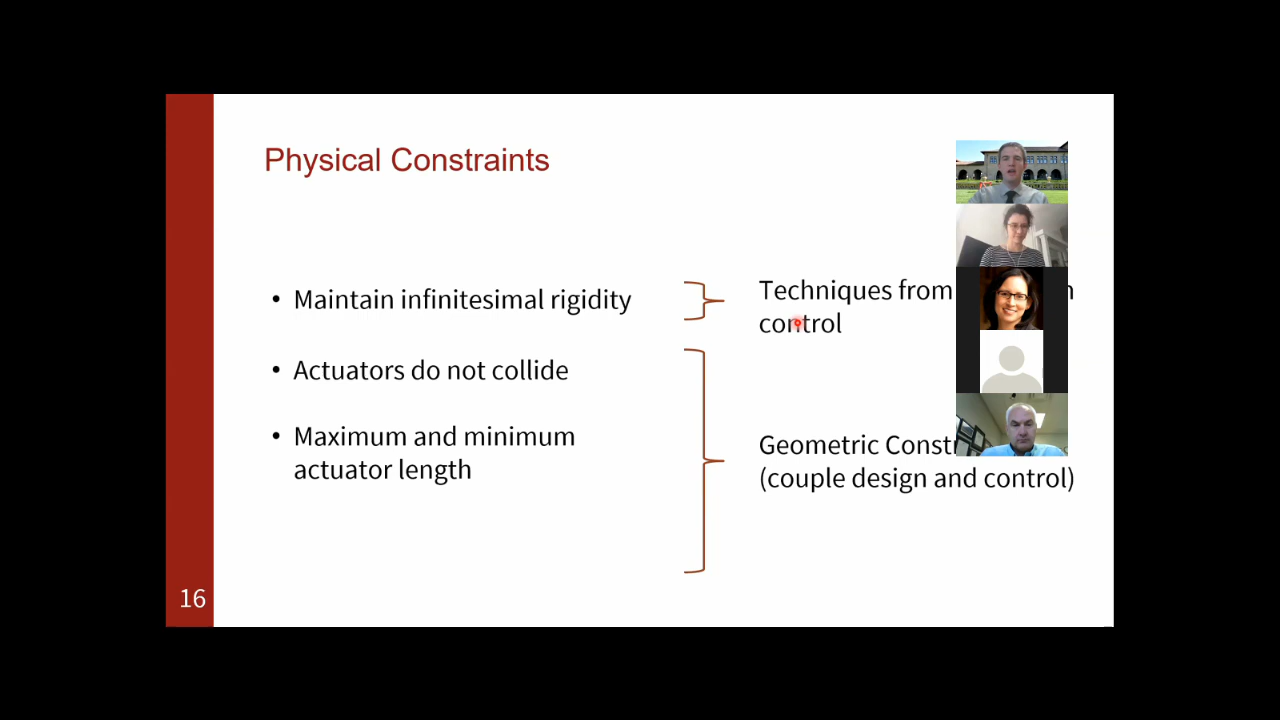 Physical Constraints
• Maintain infinitesimal rigidity
Techniques from
control
• Actuators do not collide
• Maximum and minimum
actuator length
Geometric
(couple design and control)
16